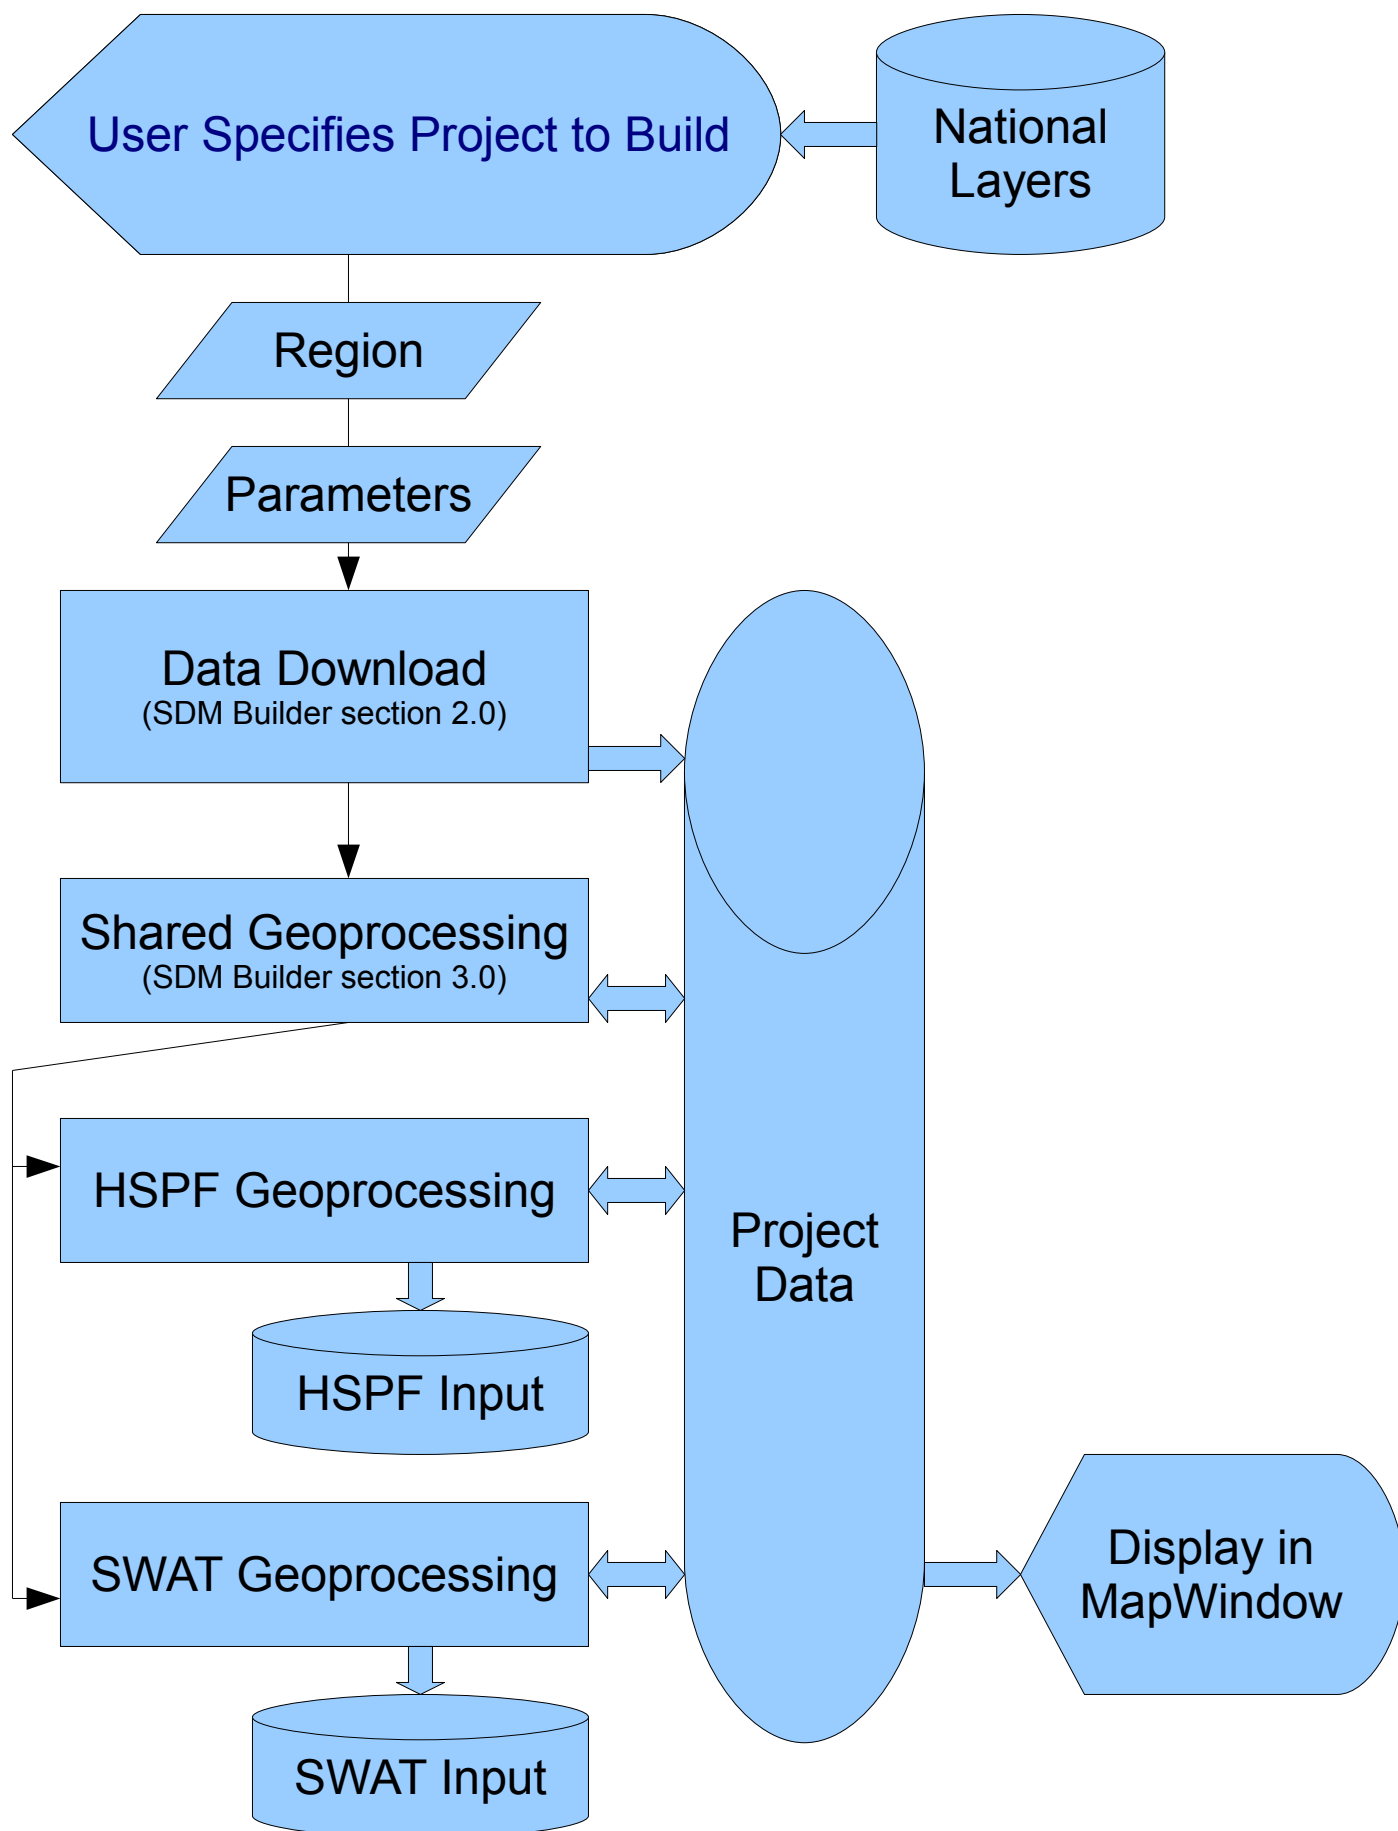 User Specifies Project to Build
National
Layers
Region
Parameters
Data Download
(SDM Builder section 2.0)
Shared Geoprocessing
(SDM Builder section 3.0)
HSPF Geoprocessing
Project
Data
HSPF Input
SWAT Geoprocessing
Display in
MapWindow
SWAT Input